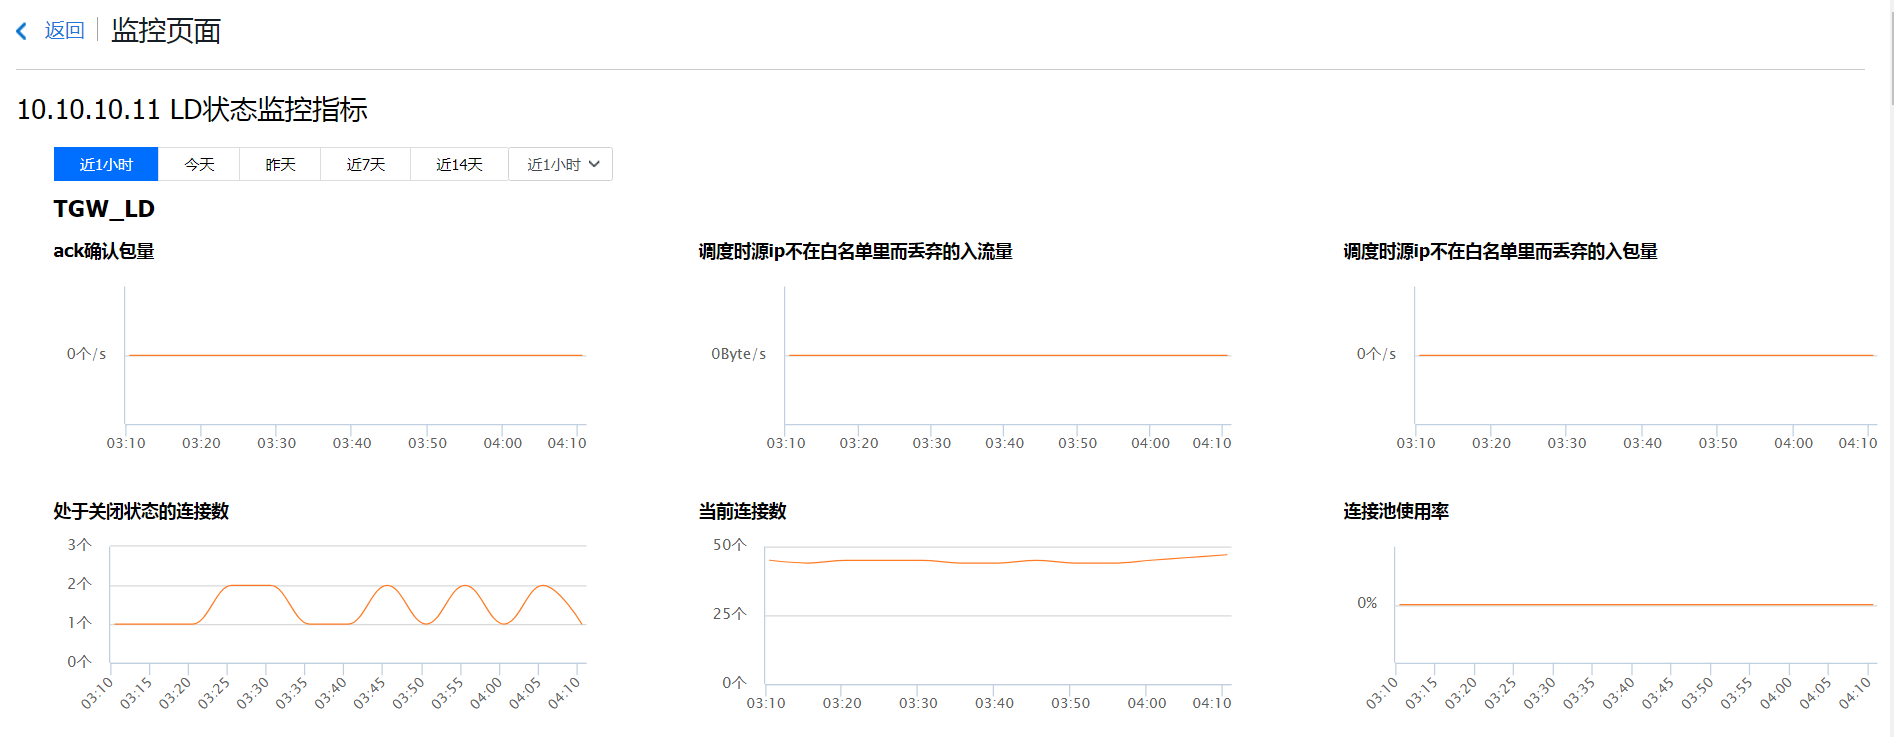 返回 监控页面
10.10.10.11 LD状态监控指标
近1小时 今天 昨天 近7天 近14天 近1小时
TGW_LD
ack确认包量
0个/s
03:10 03:20 03:30 03:40 03:50 04:00 04:10
调度时源ip不在白名单里而丢弃的入流量
0Byte/s
03:10 03:20 03:30 03:40 03:50 04:00 04:10
调度时源ip不在白名单里而丢弃的入包量
0个/s
03:10 03:20 03:30 03:40 03:50 04:00 04:10
处于关闭状态的连接数
3个
2个
1个
0个
03:10 03:15 03:20 03:25 03:30 03:35 03:40 03:45 03:50 03:55 04:00 04:05 04:10
当前连接数
50个
25个
0个
03:10 03:20 03:30 03:40 03:50 04:00 04:10
连接池使用率
0%
03:10 03:15 03:20 03:25 03:30 03:35 03:40 03:45 03:50 03:55 04:00 04:05 04:10